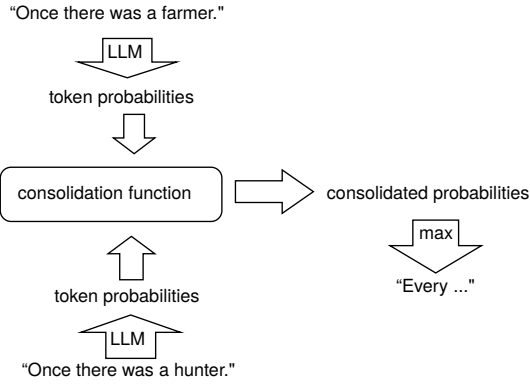 “Once there was a farmer."
LLM
token probabilities
consolidation function
consolidated probabilities
max
“Every ..."
token probabilities
LLM
“Once there was a hunter."